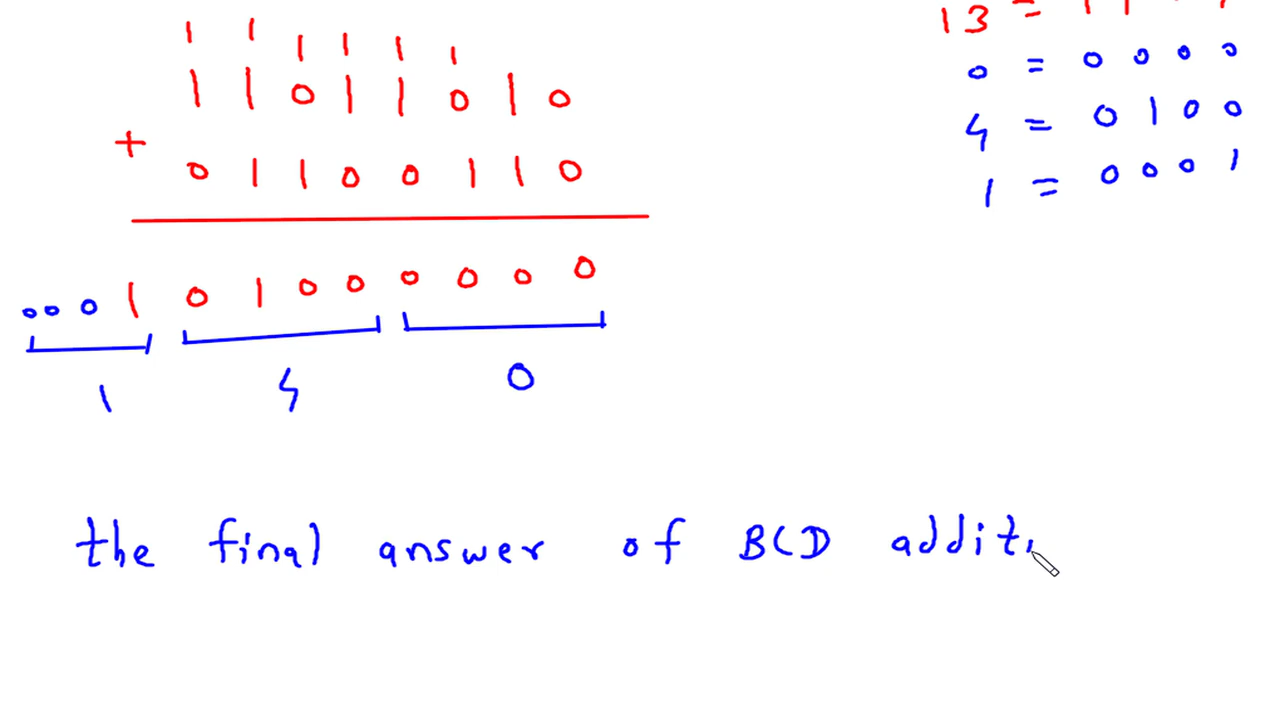 1 1 1 1 1 1
1 1 0 1 1 0 1 0
+
0 1 1 0 0 1 1 0
0 0 0 1 0 1 0 0 0 0 0 0
1 4 0
13 =
0 = 0 0 0 0
4 = 0 1 0 0
1 = 0 0 0 1
the final answer of BCD addit